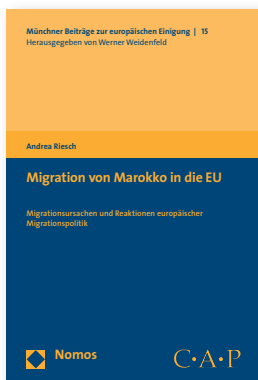 Münchner Beiträge zur europäischen Einigung | 15
Herausgegeben von Werner Weidenfeld
Andrea Riesch
Migration von Marokko in die EU
Migrationsursachen und Reaktionen europäischer
Migrationspolitik
Nomos
C·A·P